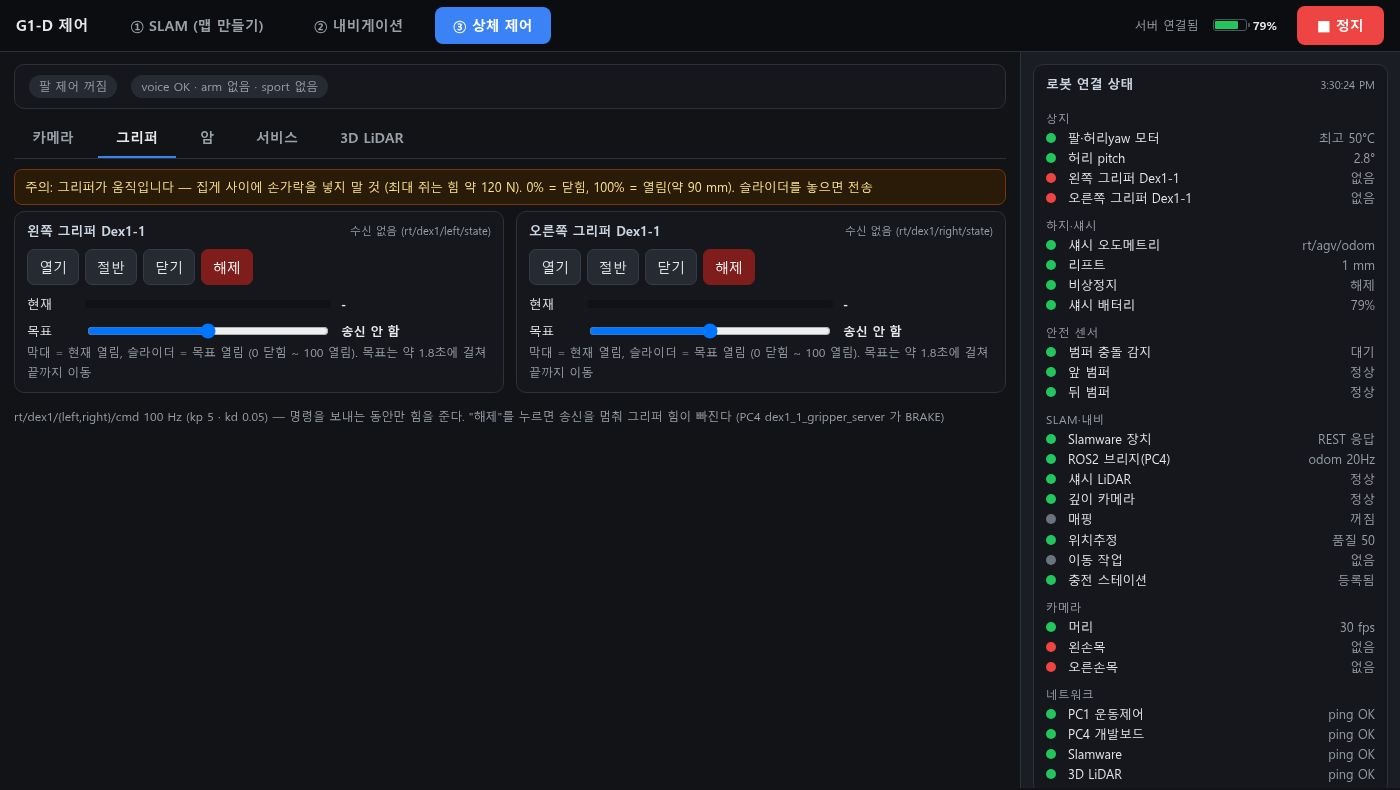 G1-D 제어 ① SLAM (맵 만들기) ② 내비게이션 ③ 상체 제어 서버 연결됨 79% ■ 정지
팔 제어 꺼짐 voice OK · arm 없음 · sport 없음
카메라 그리퍼 암 서비스 3D LiDAR
주의: 그리퍼가 움직입니다 — 집게 사이에 손가락을 넣지 말 것 (최대 쥐는 힘 약 120 N). 0% = 닫힘, 100% = 열림(약 90 mm). 슬라이더를 놓으면 전송
왼쪽 그리퍼 Dex1-1 수신 없음 (rt/dex1/left/state)
열기 절반 닫기 해제
현재 -
목표 송신 안 함
막대 = 현재 열림, 슬라이더 = 목표 열림 (0 닫힘 ~ 100 열림). 목표는 약 1.8초에 걸쳐
끝까지 이동
오른쪽 그리퍼 Dex1-1 수신 없음 (rt/dex1/right/state)
열기 절반 닫기 해제
현재 -
목표 송신 안 함
막대 = 현재 열림, 슬라이더 = 목표 열림 (0 닫힘 ~ 100 열림). 목표는 약 1.8초에 걸쳐
끝까지 이동
rt/dex1/(left,right)/cmd 100 Hz (kp 5 · kd 0.05) — 명령을 보내는 동안만 힘을 준다. "해제"를 누르면 송신을 멈춰 그리퍼 힘이 빠진다 (PC4 dex1_1_gripper_server 가 BRAKE)
로봇 연결 상태 3:30:24 PM
상지
팔·허리yaw 모터 최고 50°C
허리 pitch 2.8°
왼쪽 그리퍼 Dex1-1 없음
오른쪽 그리퍼 Dex1-1 없음
하지·섀시
섀시 오도메트리 rt/agv/odom
리프트 1 mm
비상정지 해제
섀시 배터리 79%
안전 센서
범퍼 충돌 감지 대기
앞 범퍼 정상
뒤 범퍼 정상
SLAM·내비
Slamware 장치 REST 응답
ROS2 브리지(PC4) odom 20Hz
섀시 LiDAR 정상
깊이 카메라 정상
매핑 꺼짐
위치추정 품질 50
이동 작업 없음
충전 스테이션 등록됨
카메라
머리 30 fps
왼손목 없음
오른손목 없음
네트워크
PC1 운동제어 ping OK
PC4 개발보드 ping OK
Slamware ping OK
3D LiDAR ping OK